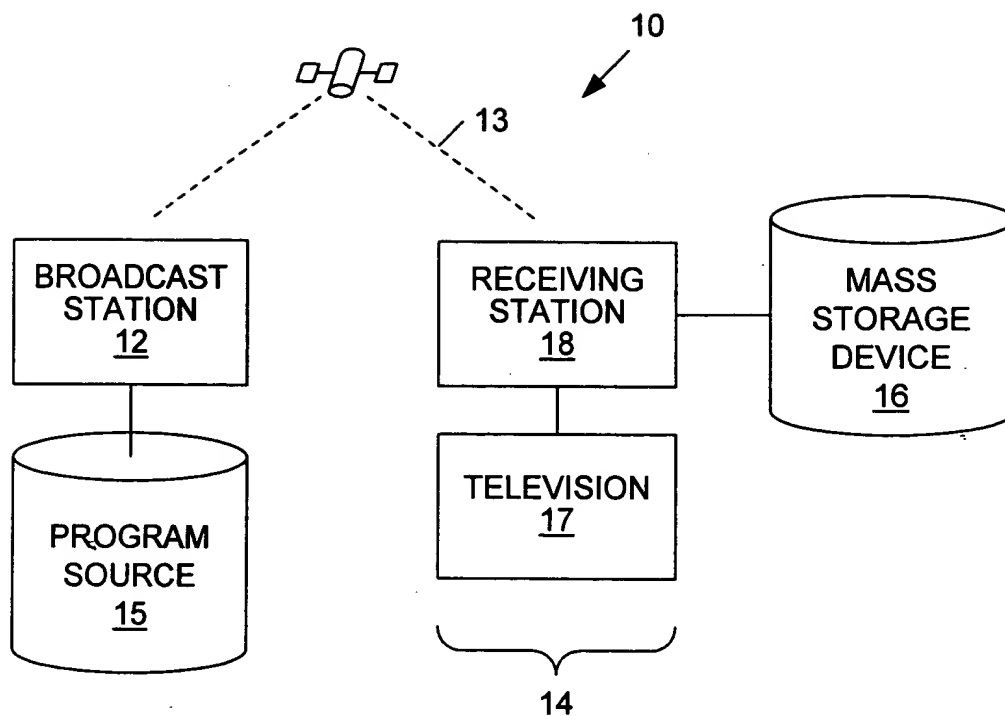 10
13
BROADCAST
STATION
12
RECEIVING
STATION
18
MASS
STORAGE
DEVICE
16
PROGRAM
SOURCE
15
TELEVISION
17
14